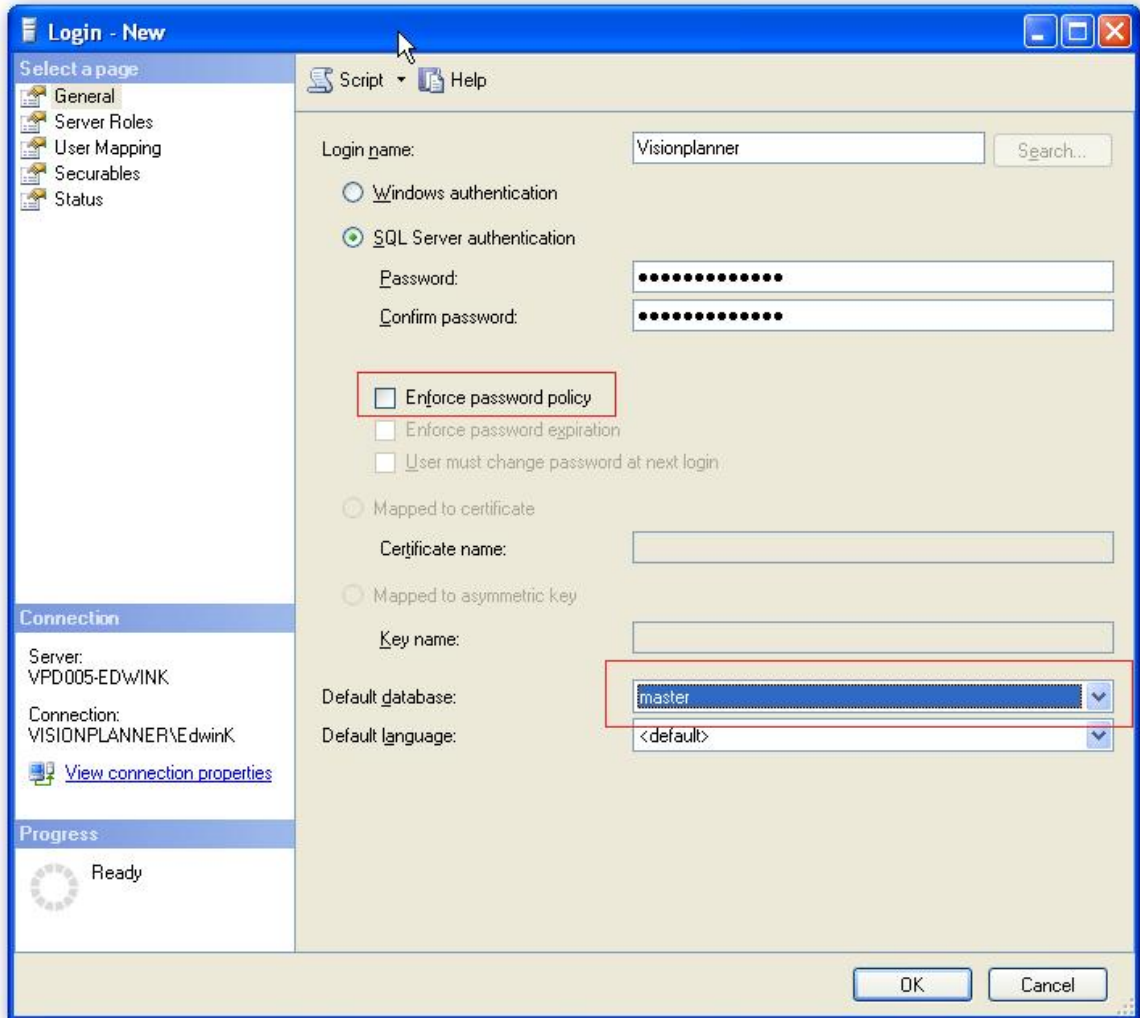 Login - New
Select a page
General
Server Roles
User Mapping
Securables
Status
Script
Help
Login name:
Visionplanner
Search...
Windows authentication
SQL Server authentication
Password:
●●●●●●●●●●●●●
Confirm password:
●●●●●●●●●●●●●
Enforce password policy
Enforce password expiration
User must change password at next login
Mapped to certificate
Certificate name:
Mapped to asymmetric key
Key name:
Default database:
master
Default language:
<default>
Connection
Server:
VPD005-EDWINK
Connection:
VISIONPLANNER\EdwinK
View connection properties
Progress
Ready
OK
Cancel